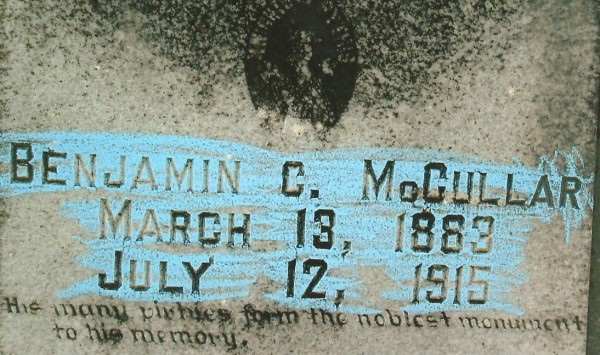 BENJAMIN C. McCULLAR
MARCH 13, 1883
JULY 12, 1915
His many virtues form the noblest monument
to his memory.